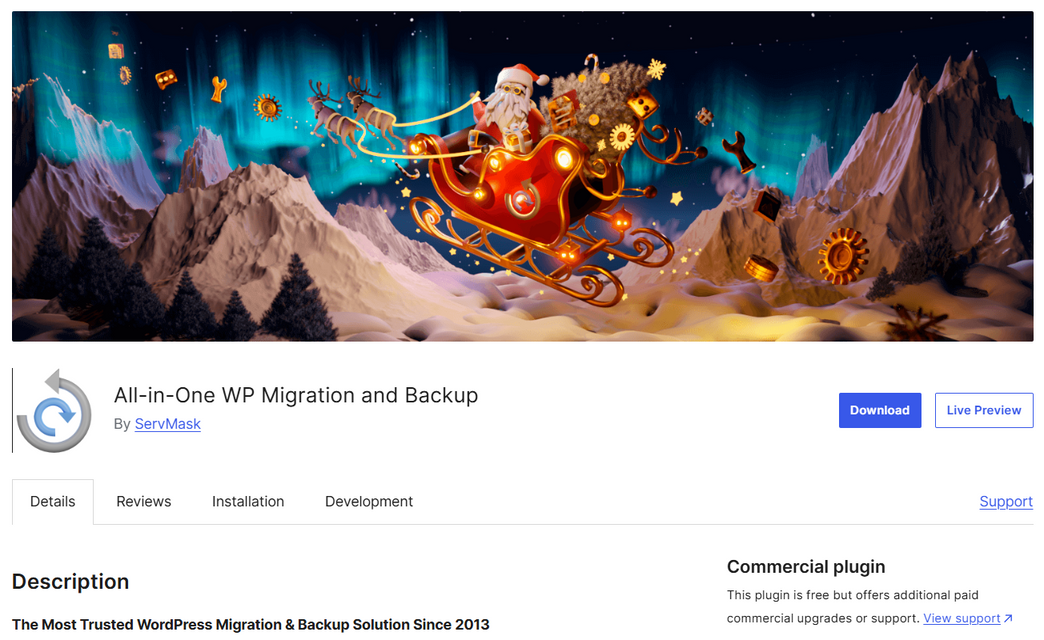 All-in-One WP Migration and Backup
By ServMask
Download
Live Preview
Details
Reviews
Installation
Development
Support
Description
The Most Trusted WordPress Migration & Backup Solution Since 2013
Commercial plugin
This plugin is free but offers additional paid
commercial upgrades or support. View support ↗